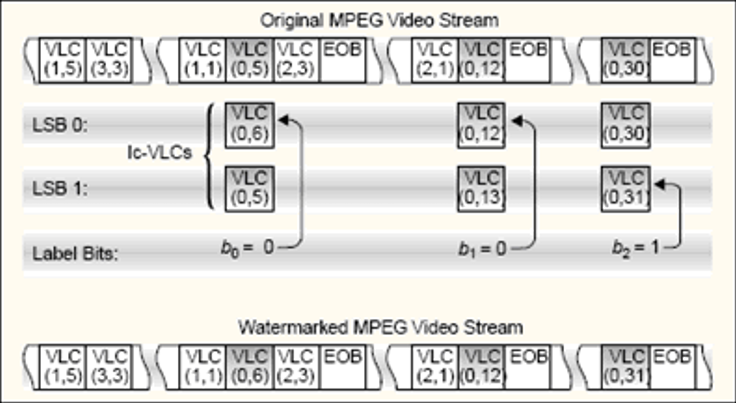 Original MPEG Video Stream
VLC VLC VLC VLC VLC EOB VLC VLC EOB VLC EOB
(1,5) (3,3) (1,1) (0,5) (2,3) (2,1) (0,12) (0,30)
LSB 0: VLC VLC VLC
(0,6) (0,12) (0,30)
Ic-VLCs
LSB 1: VLC VLC VLC
(0,5) (0,13) (0,31)
Label Bits: b0 = 0 b1 = 0 b2 = 1
Watermarked MPEG Video Stream
VLC VLC VLC VLC VLC EOB VLC VLC EOB VLC EOB
(1,5) (3,3) (1,1) (0,6) (2,3) (2,1) (0,12) (0,31)